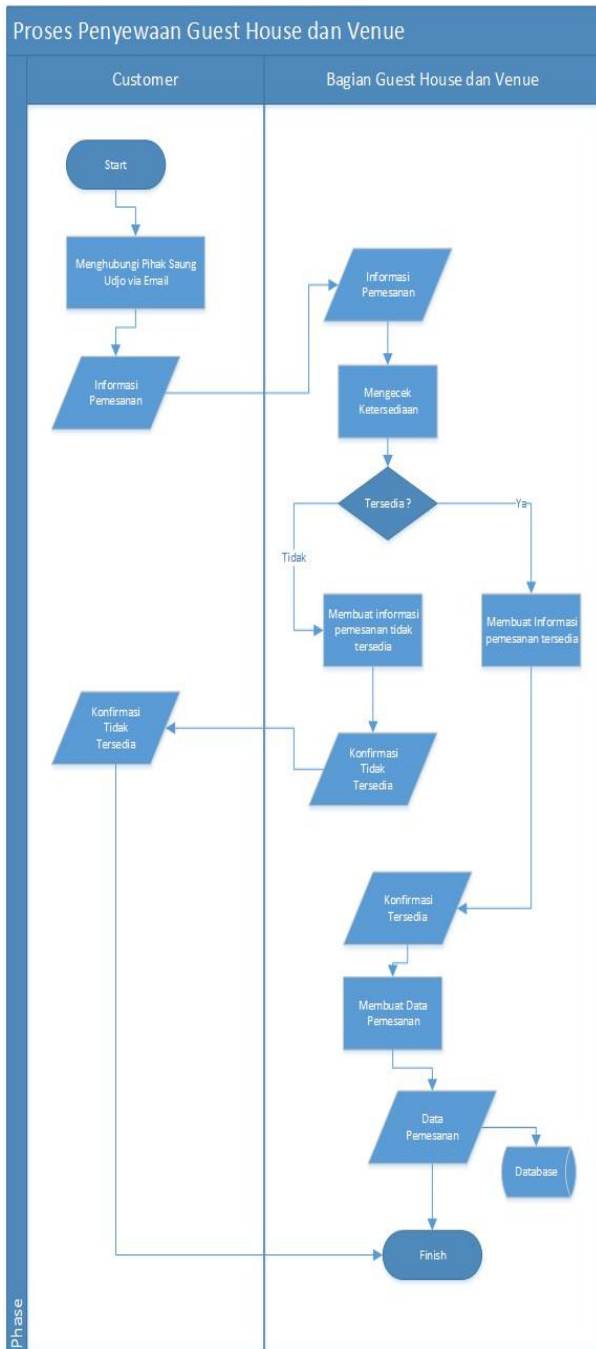 Proses Penyewaan Guest House dan Venue
Customer
Bagian Guest House dan Venue
Start
Menghubungi Pihak Saung
Udjo via Email
Informasi
Pemesanan
Informasi
Pemesanan
Mengecek
Ketersediaan
Tersedia ?
Ya
Tidak
Membuat informasi
pemesanan tidak
tersedia
Membuat Informasi
pemesanan tersedia
Konfirmasi
Tidak
Tersedia
Konfirmasi
Tidak
Tersedia
Konfirmasi
Tersedia
Membuat Data
Pemesanan
Data
Pemesanan
Database
Finish
Phase